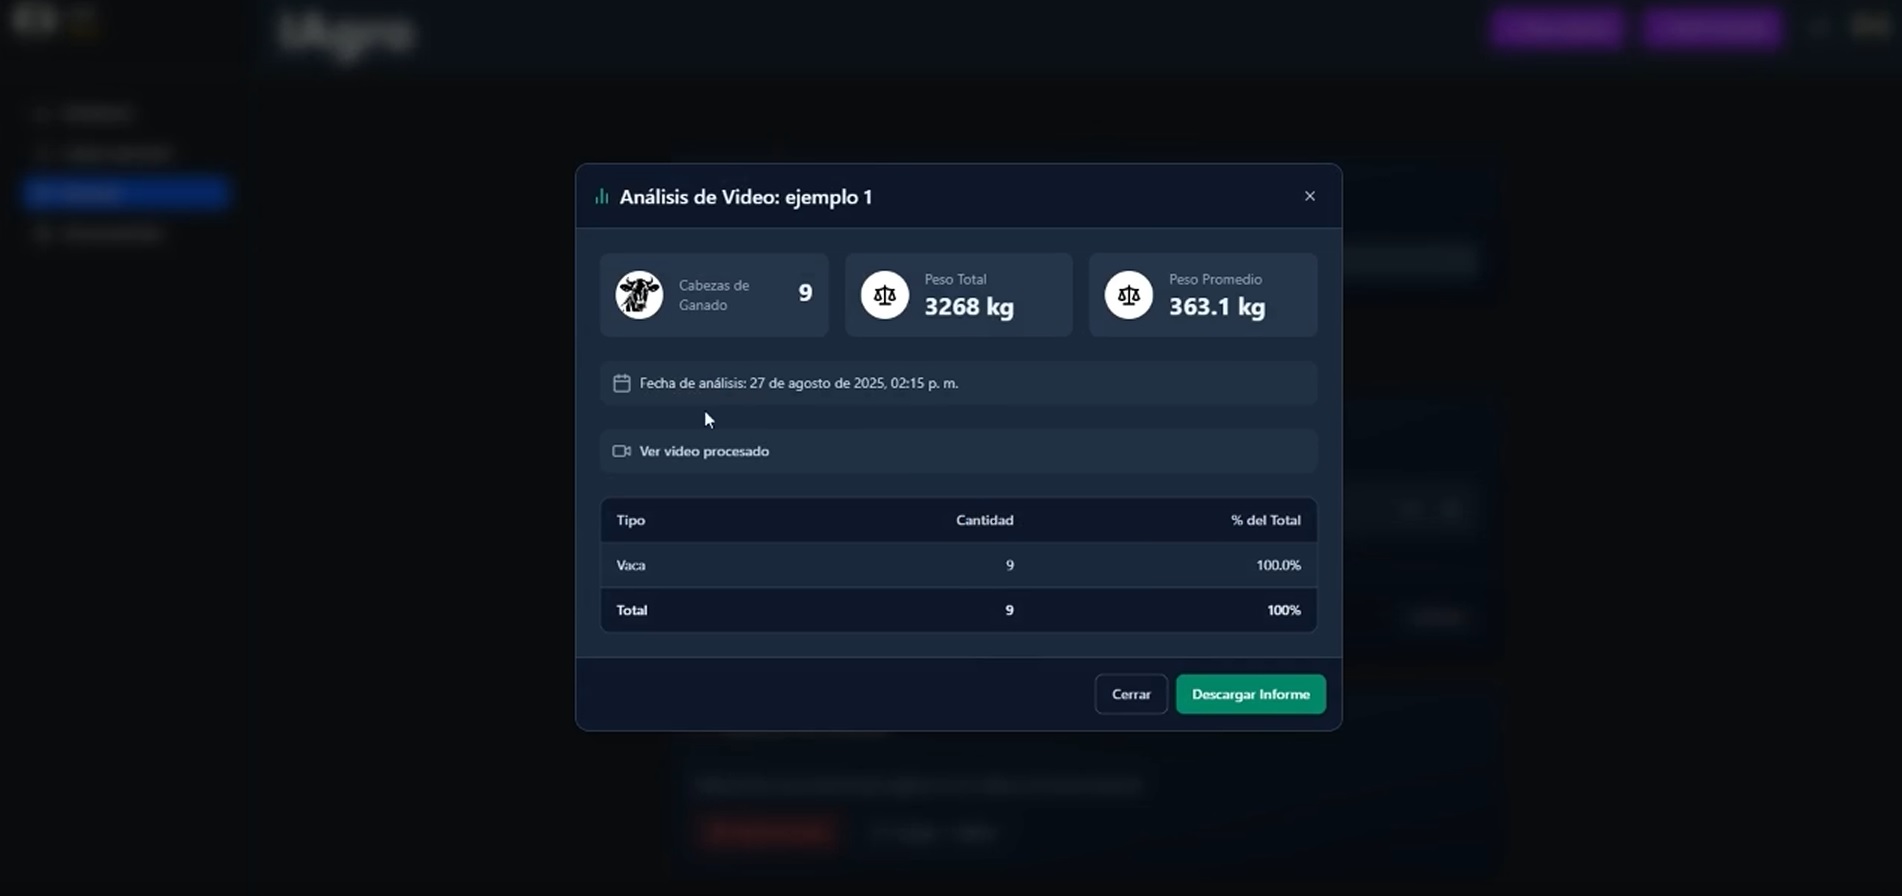 IAgro
Análisis de Video: ejemplo 1
Cabezas de
Ganado
9
Peso Total
3268 kg
Peso Promedio
363.1 kg
Fecha de análisis: 27 de agosto de 2025, 02:15 p. m.
Ver video procesado
Tipo Cantidad % del Total
Vaca 9 100.0%
Total 9 100%
Cerrar Descargar Informe